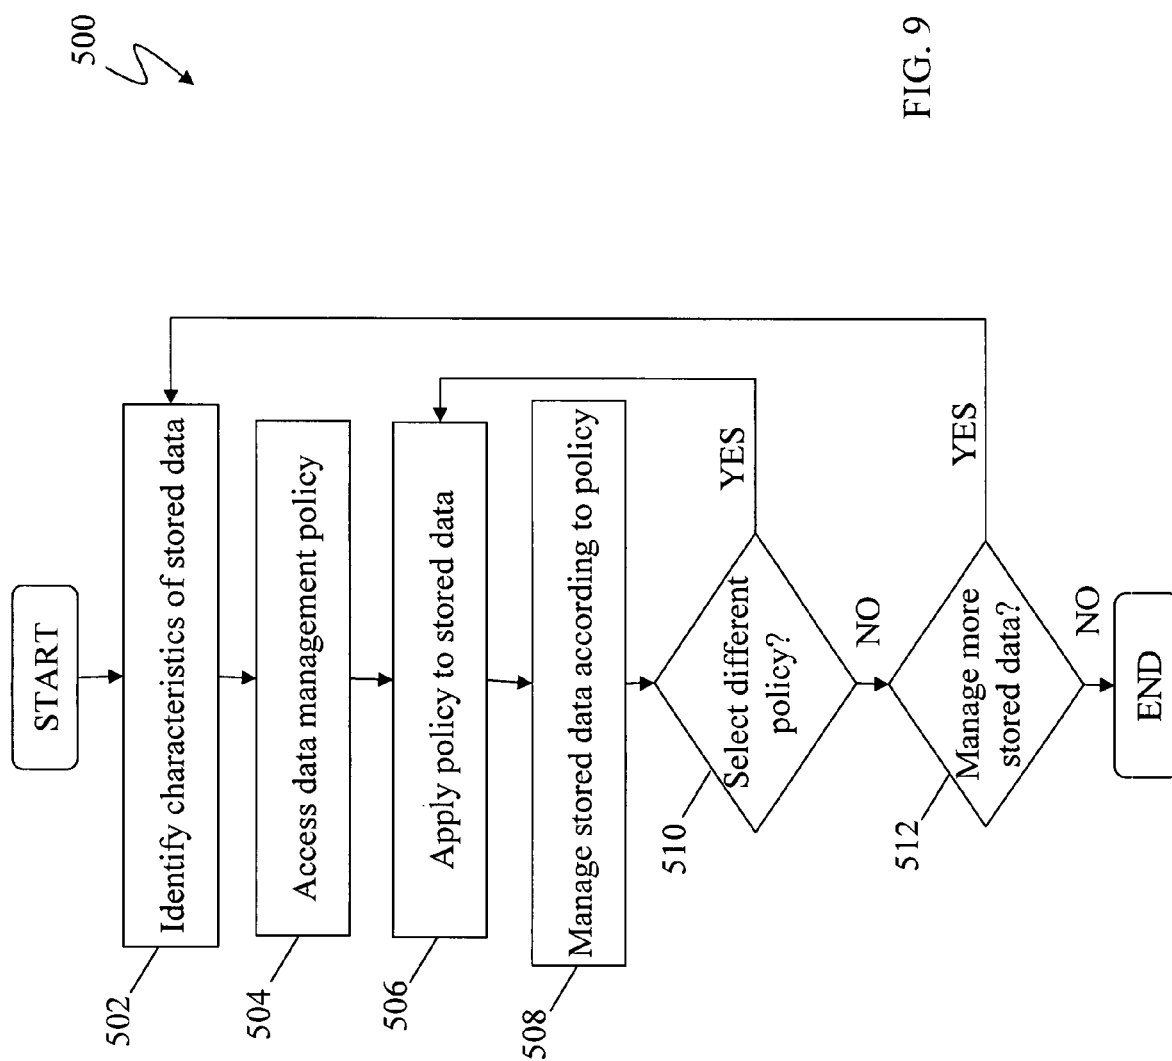 500
START
502
Identify characteristics of stored data
504
Access data management policy
506
Apply policy to stored data
508
Manage stored data according to policy
510
Select different
policy?
YES
NO
512
Manage more
stored data?
YES
NO
END
FIG. 9